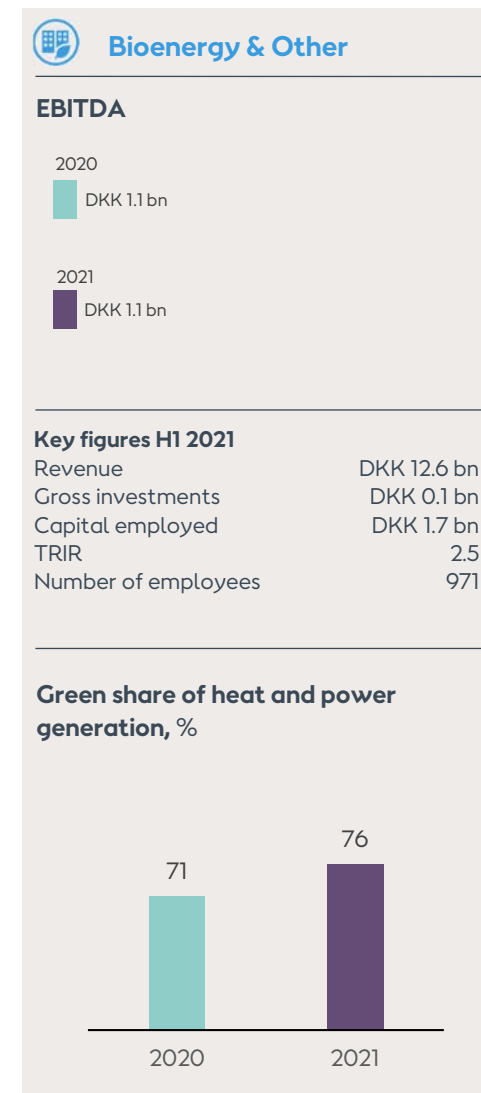 Bioenergy & Other
EBITDA
2020
DKK 1.1 bn
2021
DKK 1.1 bn
Key figures H1 2021
Revenue DKK 12.6 bn
Gross investments DKK 0.1 bn
Capital employed DKK 1.7 bn
TRIR 2.5
Number of employees 971
Green share of heat and power
generation, %
71
76
2020
2021